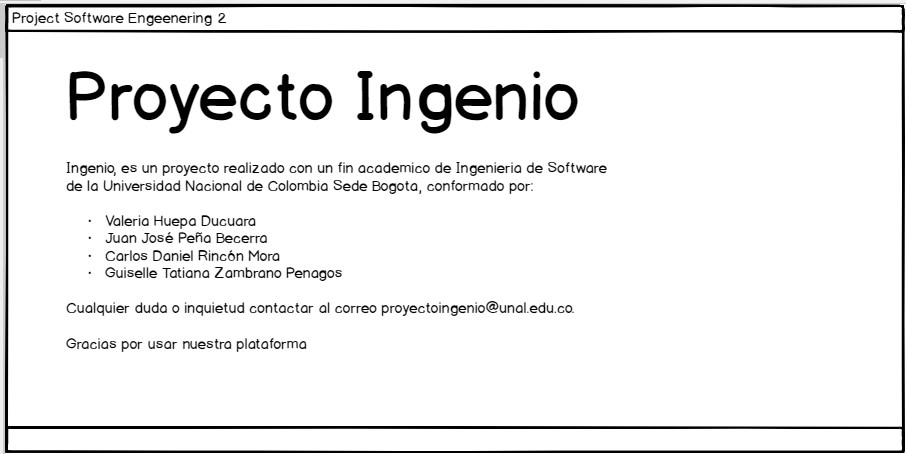 Project Software Engeenering 2
Proyecto Ingenio
Ingenio, es un proyecto realizado con un fin academico de Ingenieria de Software
de la Universidad Nacional de Colombia Sede Bogota, conformado por:
· Valeria Huepa Ducuara
· Juan José Peña Becerra
· Carlos Daniel Rincón Mora
· Guiselle Tatiana Zambrano Penagos
Cualquier duda o inquietud contactar al correo proyectoingenio@unal.edu.co.
Gracias por usar nuestra plataforma